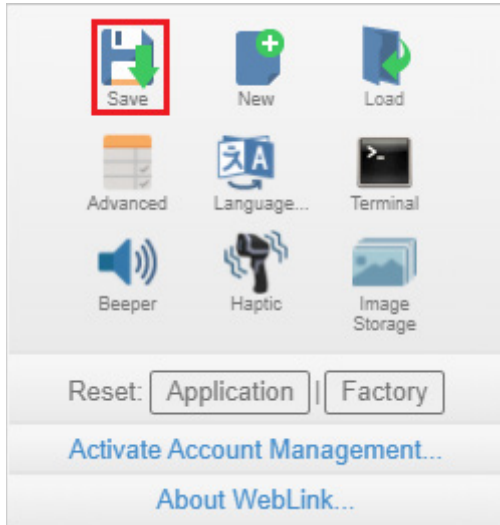 Save New Load
Advanced Language... Terminal
Beeper Haptic Image
Storage
Reset: Application | Factory
Activate Account Management...
About WebLink...